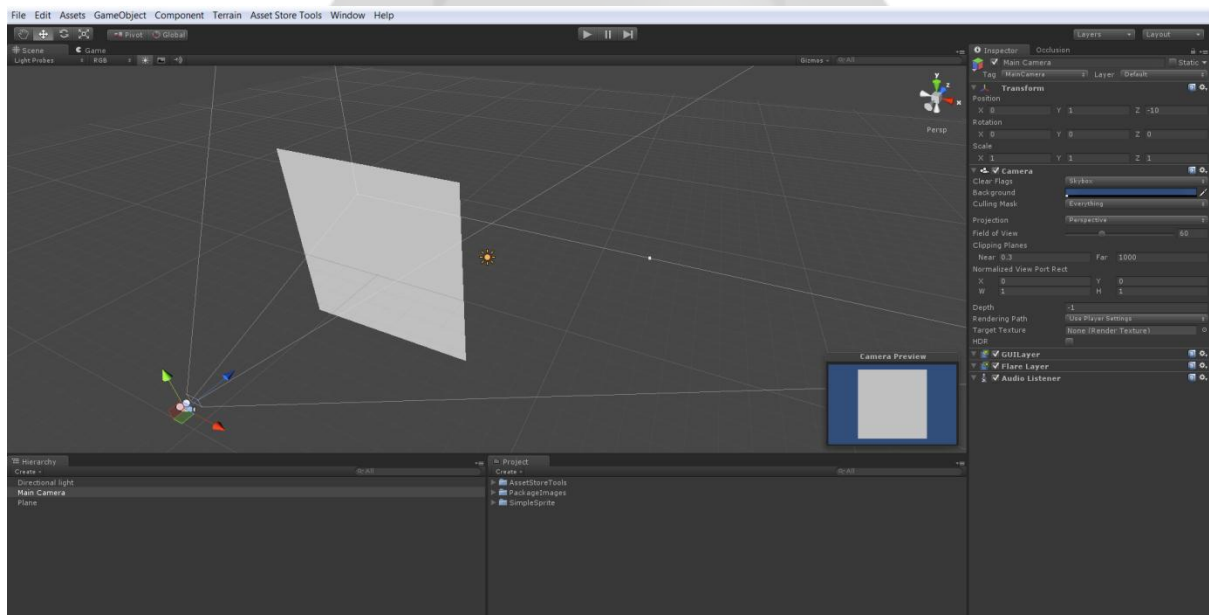 File Edit Assets GameObject Component Terrain Asset Store Tools Window Help
Pivot Global
Layers Layout
Scene Game
Light Probes RGB
Gizmos All
y
z
x
Persp
Camera Preview
Inspector Occlusion
Main Camera Static
Tag MainCamera Layer Default
Transform
Position
X 0 Y 1 Z -10
Rotation
X 0 Y 0 Z 0
Scale
X 1 Y 1 Z 1
Camera
Clear Flags Skybox
Background
Culling Mask Everything
Projection Perspective
Field of View 60
Clipping Planes
Near 0.3 Far 1000
Normalized View Port Rect
X 0 Y 0
W 1 H 1
Depth -1
Rendering Path Use Player Settings
Target Texture None (Render Texture)
HDR
GUILayer
Flare Layer
Audio Listener
Hierarchy
Create All
Directional light
Main Camera
Plane
Project
Create All
AssetStoreTools
PackageImages
SimpleSprite